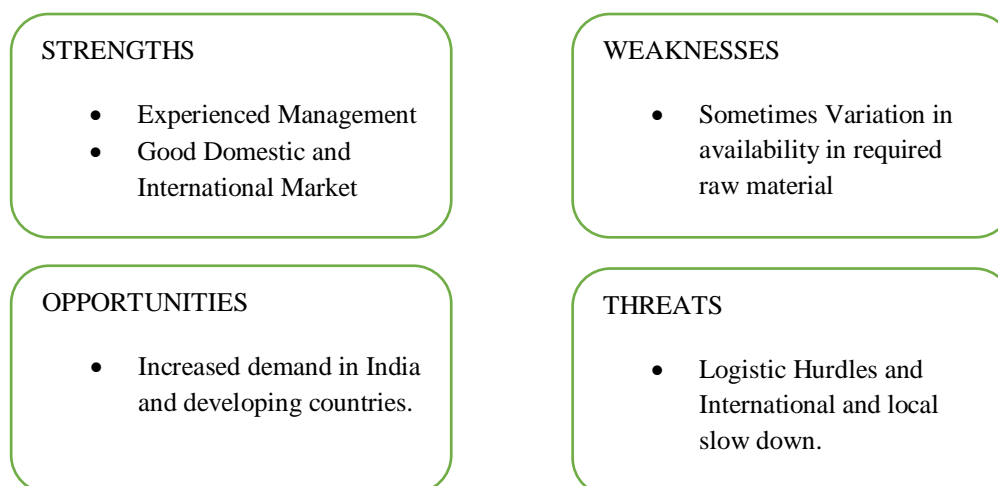 STRENGTHS
• Experienced Management
• Good Domestic and
International Market
WEAKNESSES
• Sometimes Variation in
availability in required
raw material
OPPORTUNITIES
• Increased demand in India
and developing countries.
THREATS
• Logistic Hurdles and
International and local
slow down.